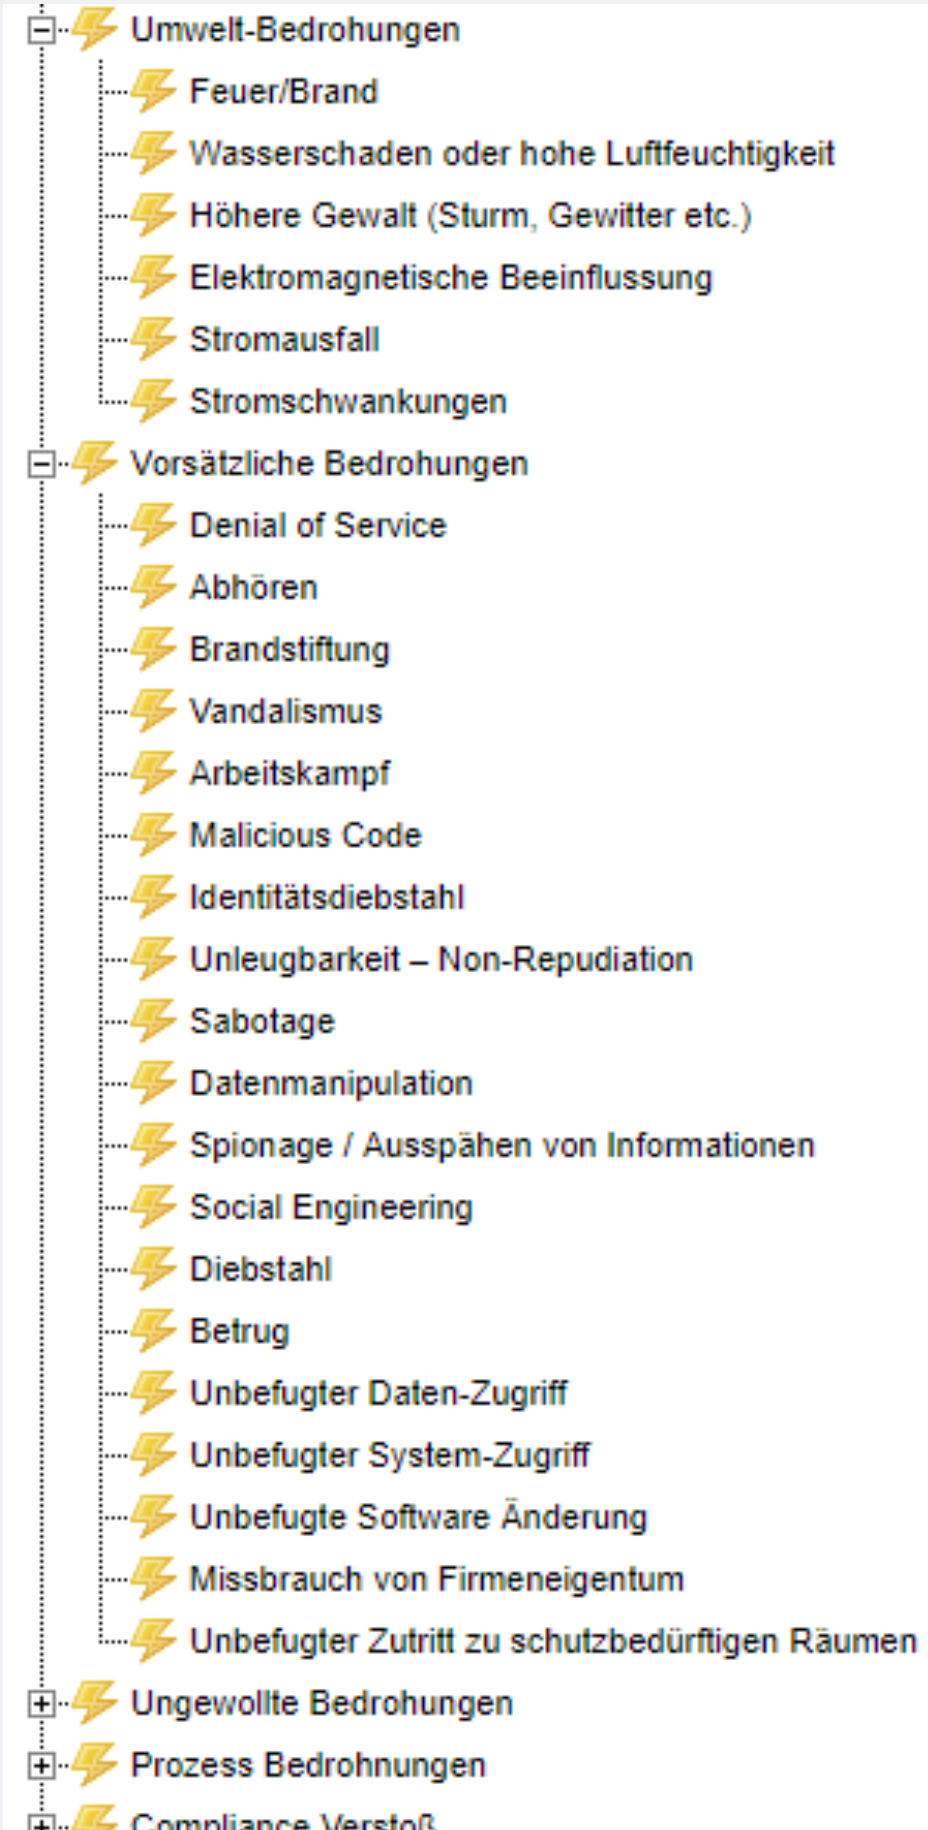 Umwelt-Bedrohungen
Feuer/Brand
Wasserschaden oder hohe Luftfeuchtigkeit
Höhere Gewalt (Sturm, Gewitter etc.)
Elektromagnetische Beeinflussung
Stromausfall
Stromschwankungen
Vorsätzliche Bedrohungen
Denial of Service
Abhören
Brandstiftung
Vandalismus
Arbeitskampf
Malicious Code
Identitätsdiebstahl
Unleugbarkeit – Non-Repudiation
Sabotage
Datenmanipulation
Spionage / Ausspähen von Informationen
Social Engineering
Diebstahl
Betrug
Unbefugter Daten-Zugriff
Unbefugter System-Zugriff
Unbefugte Software Änderung
Missbrauch von Firmeneigentum
Unbefugter Zutritt zu schutzbedürftigen Räumen
Ungewollte Bedrohungen
Prozess Bedrohnungen
Compliance Verstoß